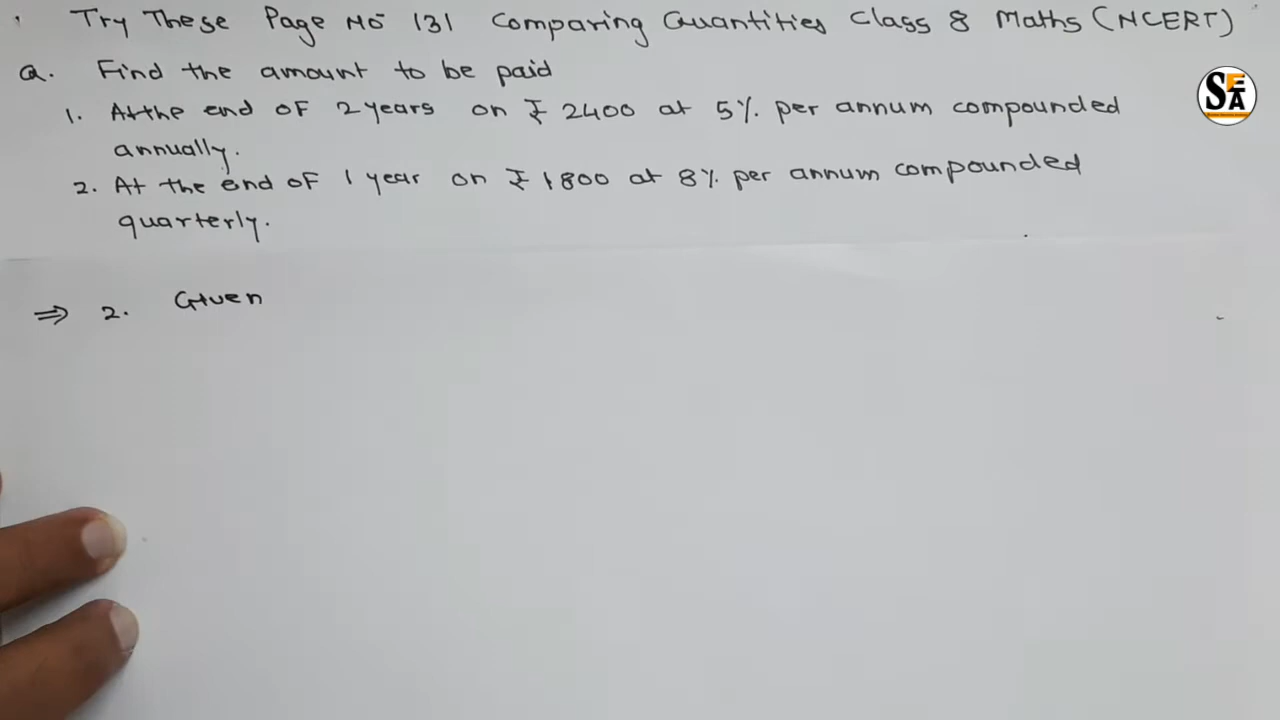 Try These Page No 131 Comparing Quantities Class 8 Maths (NCERT)
Q. Find the amount to be paid
1. At the end of 2 years on ₹ 2400 at 5% per annum compounded
annually.
2. At the end of 1 year on ₹ 1800 at 8% per annum compounded
quarterly.
⇒ 2. Given